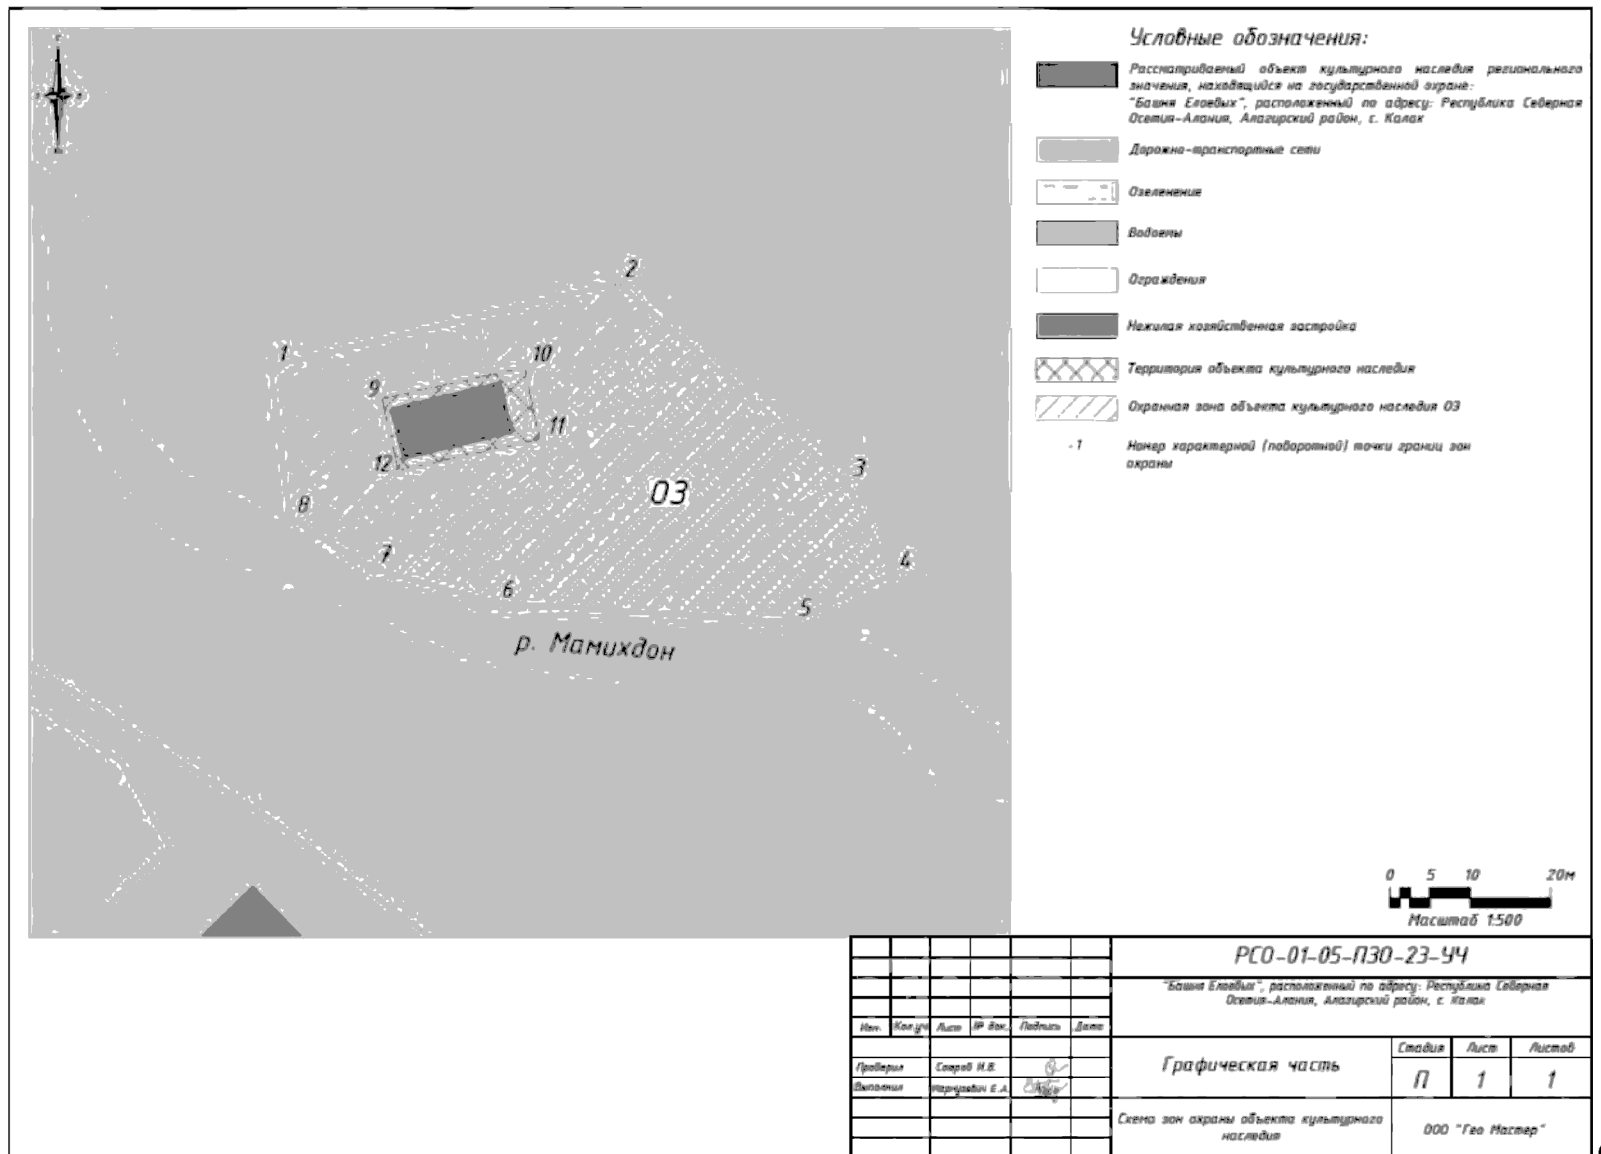 Условные обозначения:
Рассматриваемый объект культурного наследия регионального
значения, находящийся на государственной охране:
"Башня Елоевых", расположенный по адресу: Республика Северная
Осетия-Алания, Алагирский район, с. Калак
Дорожно-транспортные сети
Озеленение
Водоемы
Ограждения
Нежилая хозяйственная застройка
Территория объекта культурного наследия
Охранная зона объекта культурного наследия ОЗ
·1 Номер характерной (поворотной) точки границ зон
охраны
2
1
10
9
11
12
3
ОЗ
8
7
4
6
5
р. Мамихдон
0 5 10 20м
Масштаб 1:500
РСО-01-05-ПЗО-23-УЧ
"Башня Елоевых", расположенный по адресу: Республика Северная
Осетия-Алания, Алагирский район, с. Калак
Изм. Кол.уч Лист № док. Подпись Дата
Графическая часть
Стадия Лист Листов
П 1 1
Проверил
Выполнил
Схема зон охраны объекта культурного
наследия
ООО "Гео Мастер"